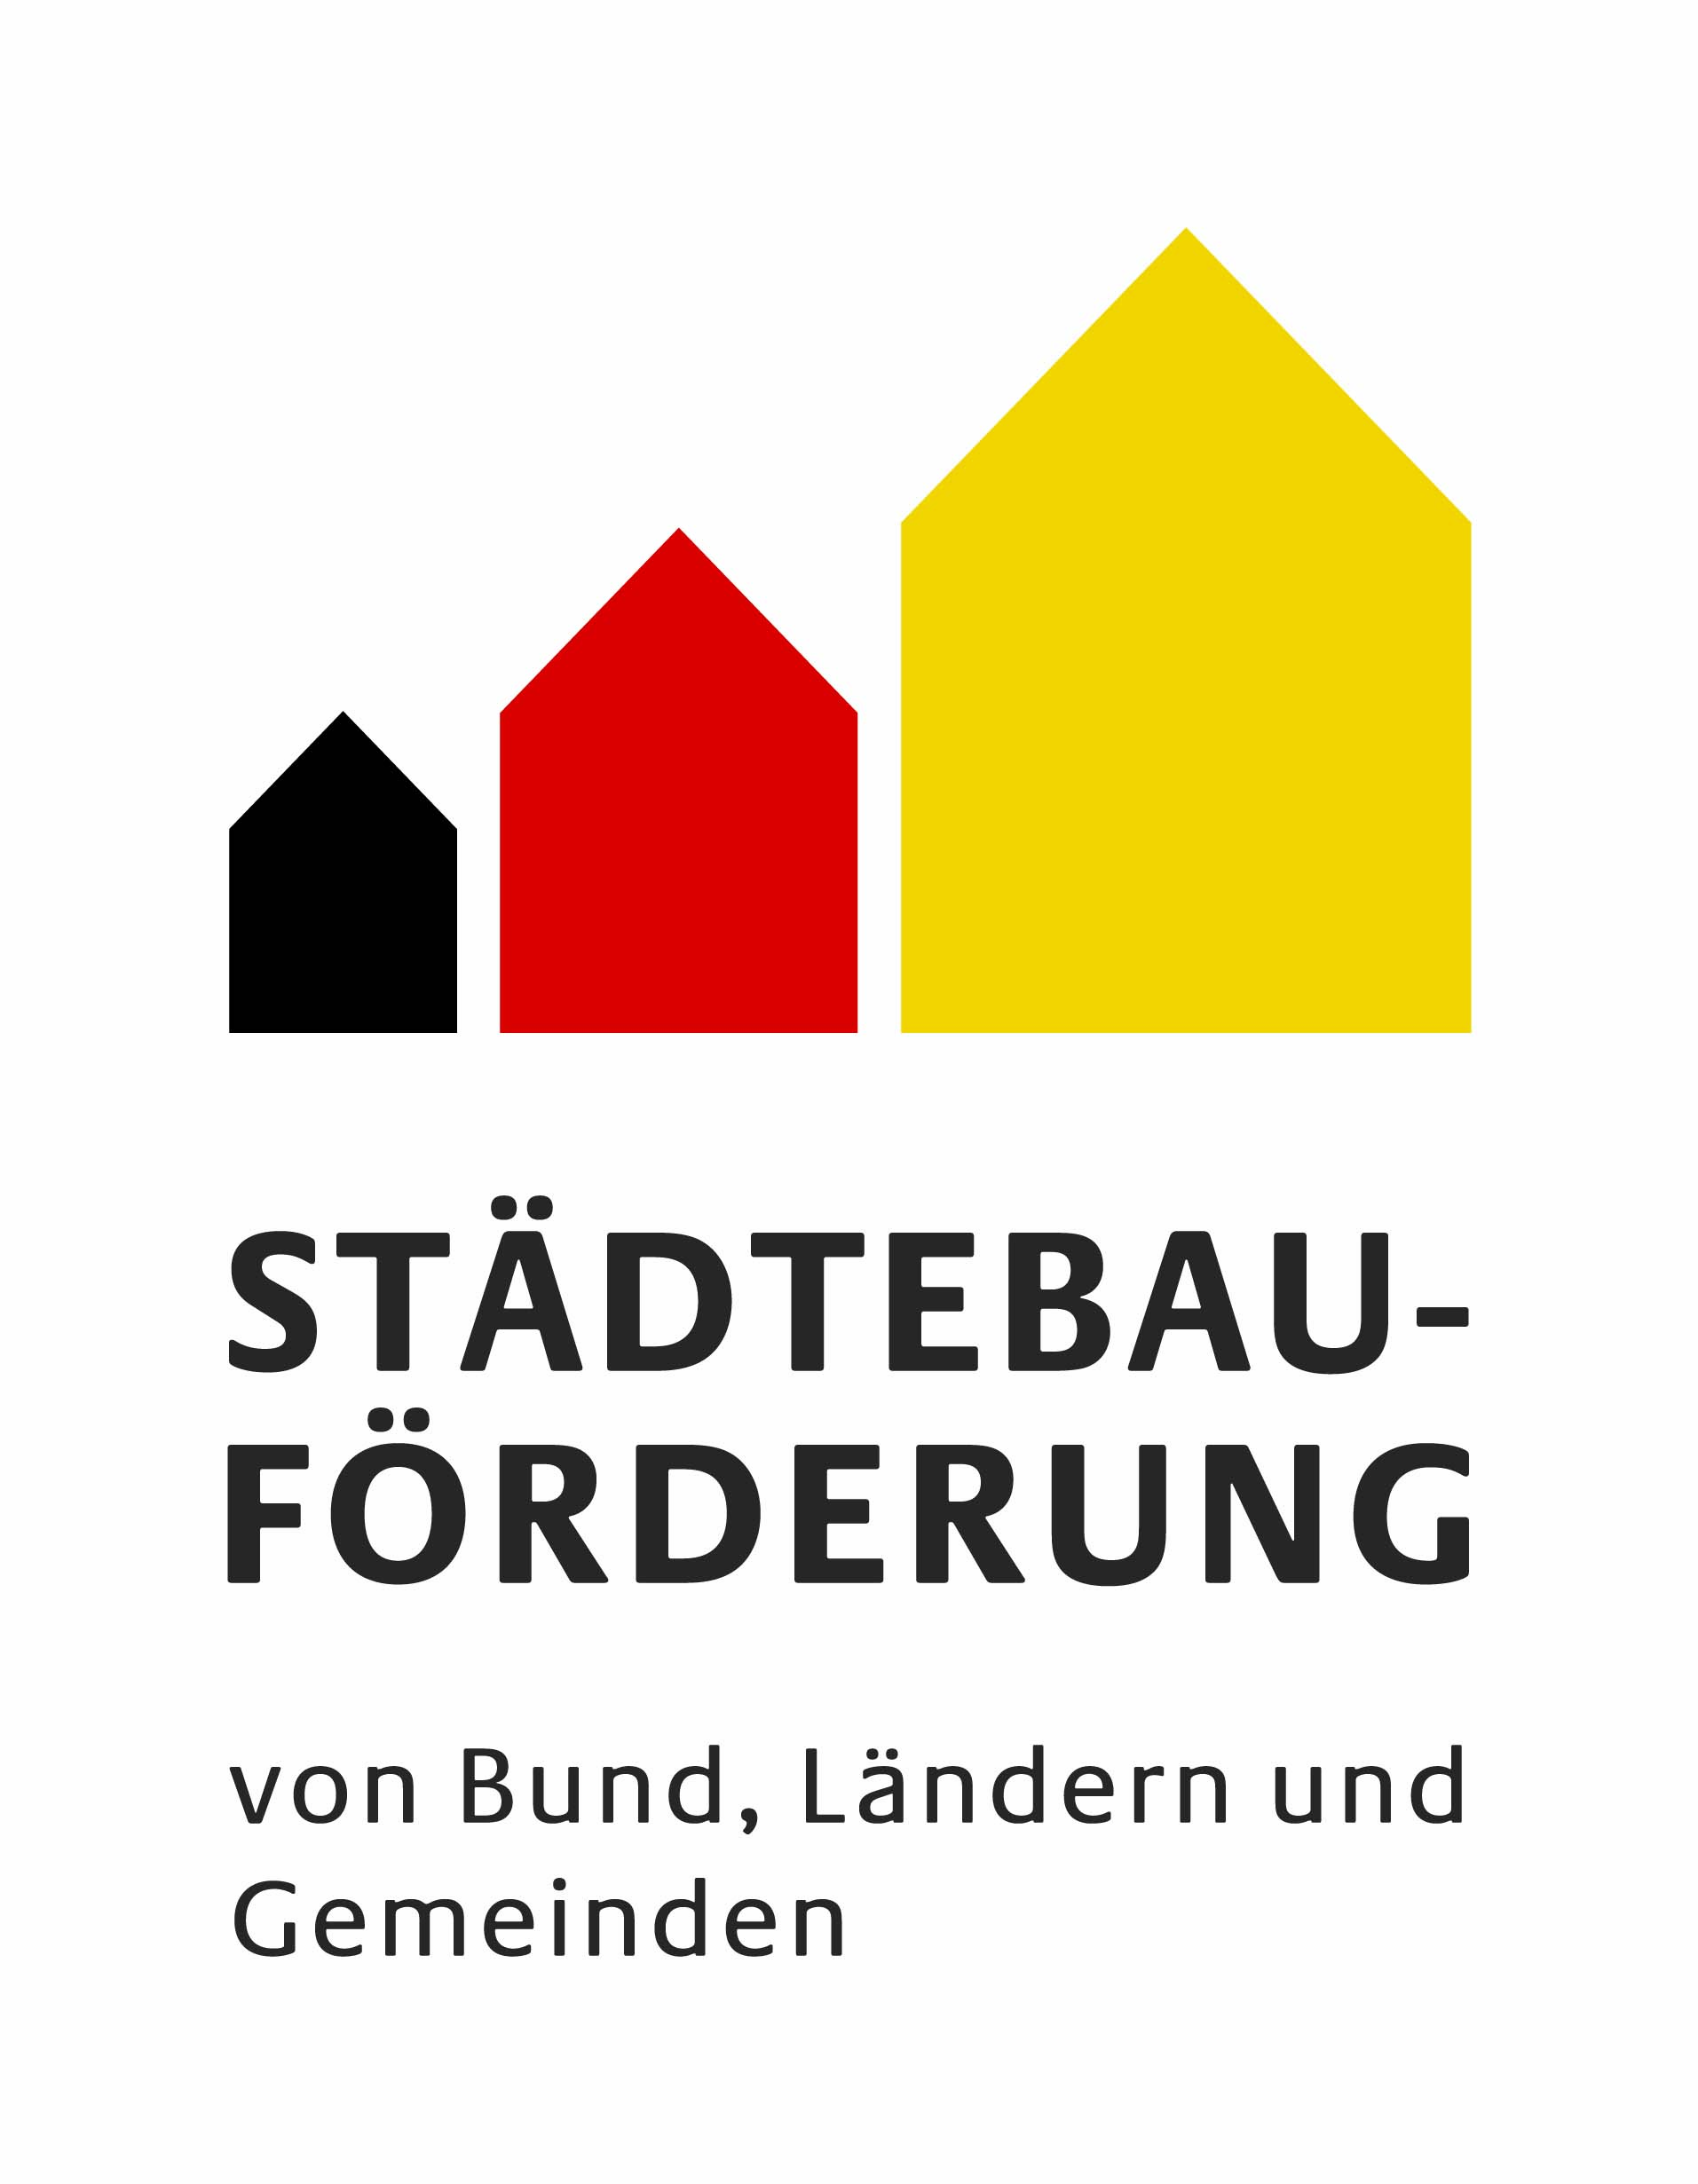 STÄDTEBAU-
FÖRDERUNG
von Bund, Ländern und
Gemeinden